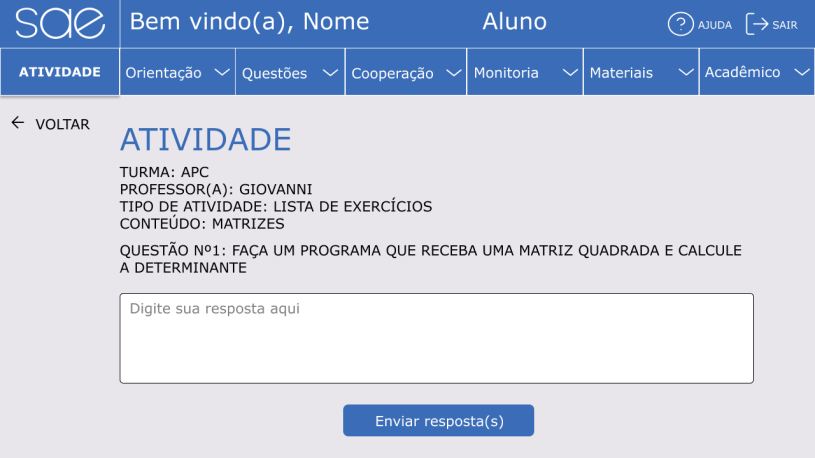 sae Bem vindo(a), Nome Aluno ? AJUDA SAIR
ATIVIDADE Orientação Questões Cooperação Monitoria Materiais Acadêmico
← VOLTAR
ATIVIDADE
TURMA: APC
PROFESSOR(A): GIOVANNI
TIPO DE ATIVIDADE: LISTA DE EXERCÍCIOS
CONTEÚDO: MATRIZES
QUESTÃO Nº1: FAÇA UM PROGRAMA QUE RECEBA UMA MATRIZ QUADRADA E CALCULE
A DETERMINANTE
Digite sua resposta aqui
Enviar resposta(s)